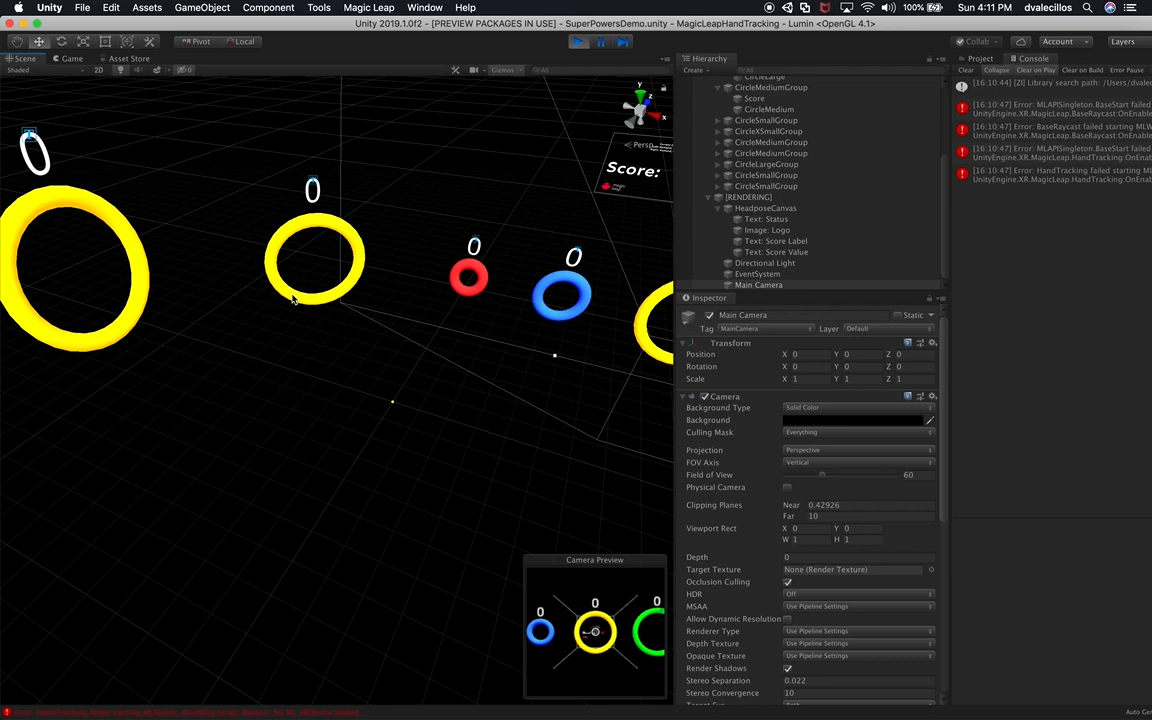 Unity File Edit Assets GameObject Component Tools Magic Leap Window Help 100% Sun 4:11 PM dvalecillos
Unity 2019.1.0f2 - [PREVIEW PACKAGES IN USE] - SuperPowersDemo.unity - MagicLeapHandTracking - Lumin <OpenGL 4.1>
Pivot Local Collab Account Layers
Scene Game Asset Store
Shaded 2D 0 Gizmos All
Hierarchy
Create All
CircleLarge
CircleMediumGroup
Score
CircleMedium
CircleSmallGroup
CircleXSmallGroup
CircleMediumGroup
CircleMediumGroup
CircleLargeGroup
CircleSmallGroup
CircleSmallGroup
[RENDERING]
HeadposeCanvas
Text: Status
Image: Logo
Text: Score Label
Text: Score Value
Directional Light
EventSystem
Main Camera
Project Console
Clear Collapse Clear on Play Clear on Build Error Pause
[16:10:44] [ZI] Library search path: /Users/dvale
[16:10:47] Error: MLAPISingleton.BaseStart failed
UnityEngine.XR.MagicLeap.BaseRaycast:OnEnable
[16:10:47] Error: BaseRaycast failed starting MLW
UnityEngine.XR.MagicLeap.BaseRaycast:OnEnable
[16:10:47] Error: MLAPISingleton.BaseStart failed
UnityEngine.XR.MagicLeap.HandTracking:OnEnable
[16:10:47] Error: HandTracking failed starting M
UnityEngine.XR.MagicLeap.HandTracking:OnEnable
y
z
x
Persp
Score:
0
0
0
0
Inspector
Main Camera Static
Tag MainCamera Layer Default
Transform
Position X 0 Y 0 Z 0
Rotation X 0 Y 0 Z 0
Scale X 1 Y 1 Z 1
Camera
Background Type Solid Color
Background
Culling Mask Everything
Projection Perspective
FOV Axis Vertical
Field of View 60
Physical Camera
Clipping Planes Near 0.42926
Far 10
Viewport Rect X 0 Y 0
W 1 H 1
Depth 0
Target Texture None (Render Texture)
Occlusion Culling
HDR Off
MSAA Use Pipeline Settings
Allow Dynamic Resolution
Renderer Type Use Pipeline Settings
Depth Texture Use Pipeline Settings
Opaque Texture Use Pipeline Settings
Render Shadows
Stereo Separation 0.022
Stereo Convergence 10
Camera Preview
0 0 0
Auto Gen